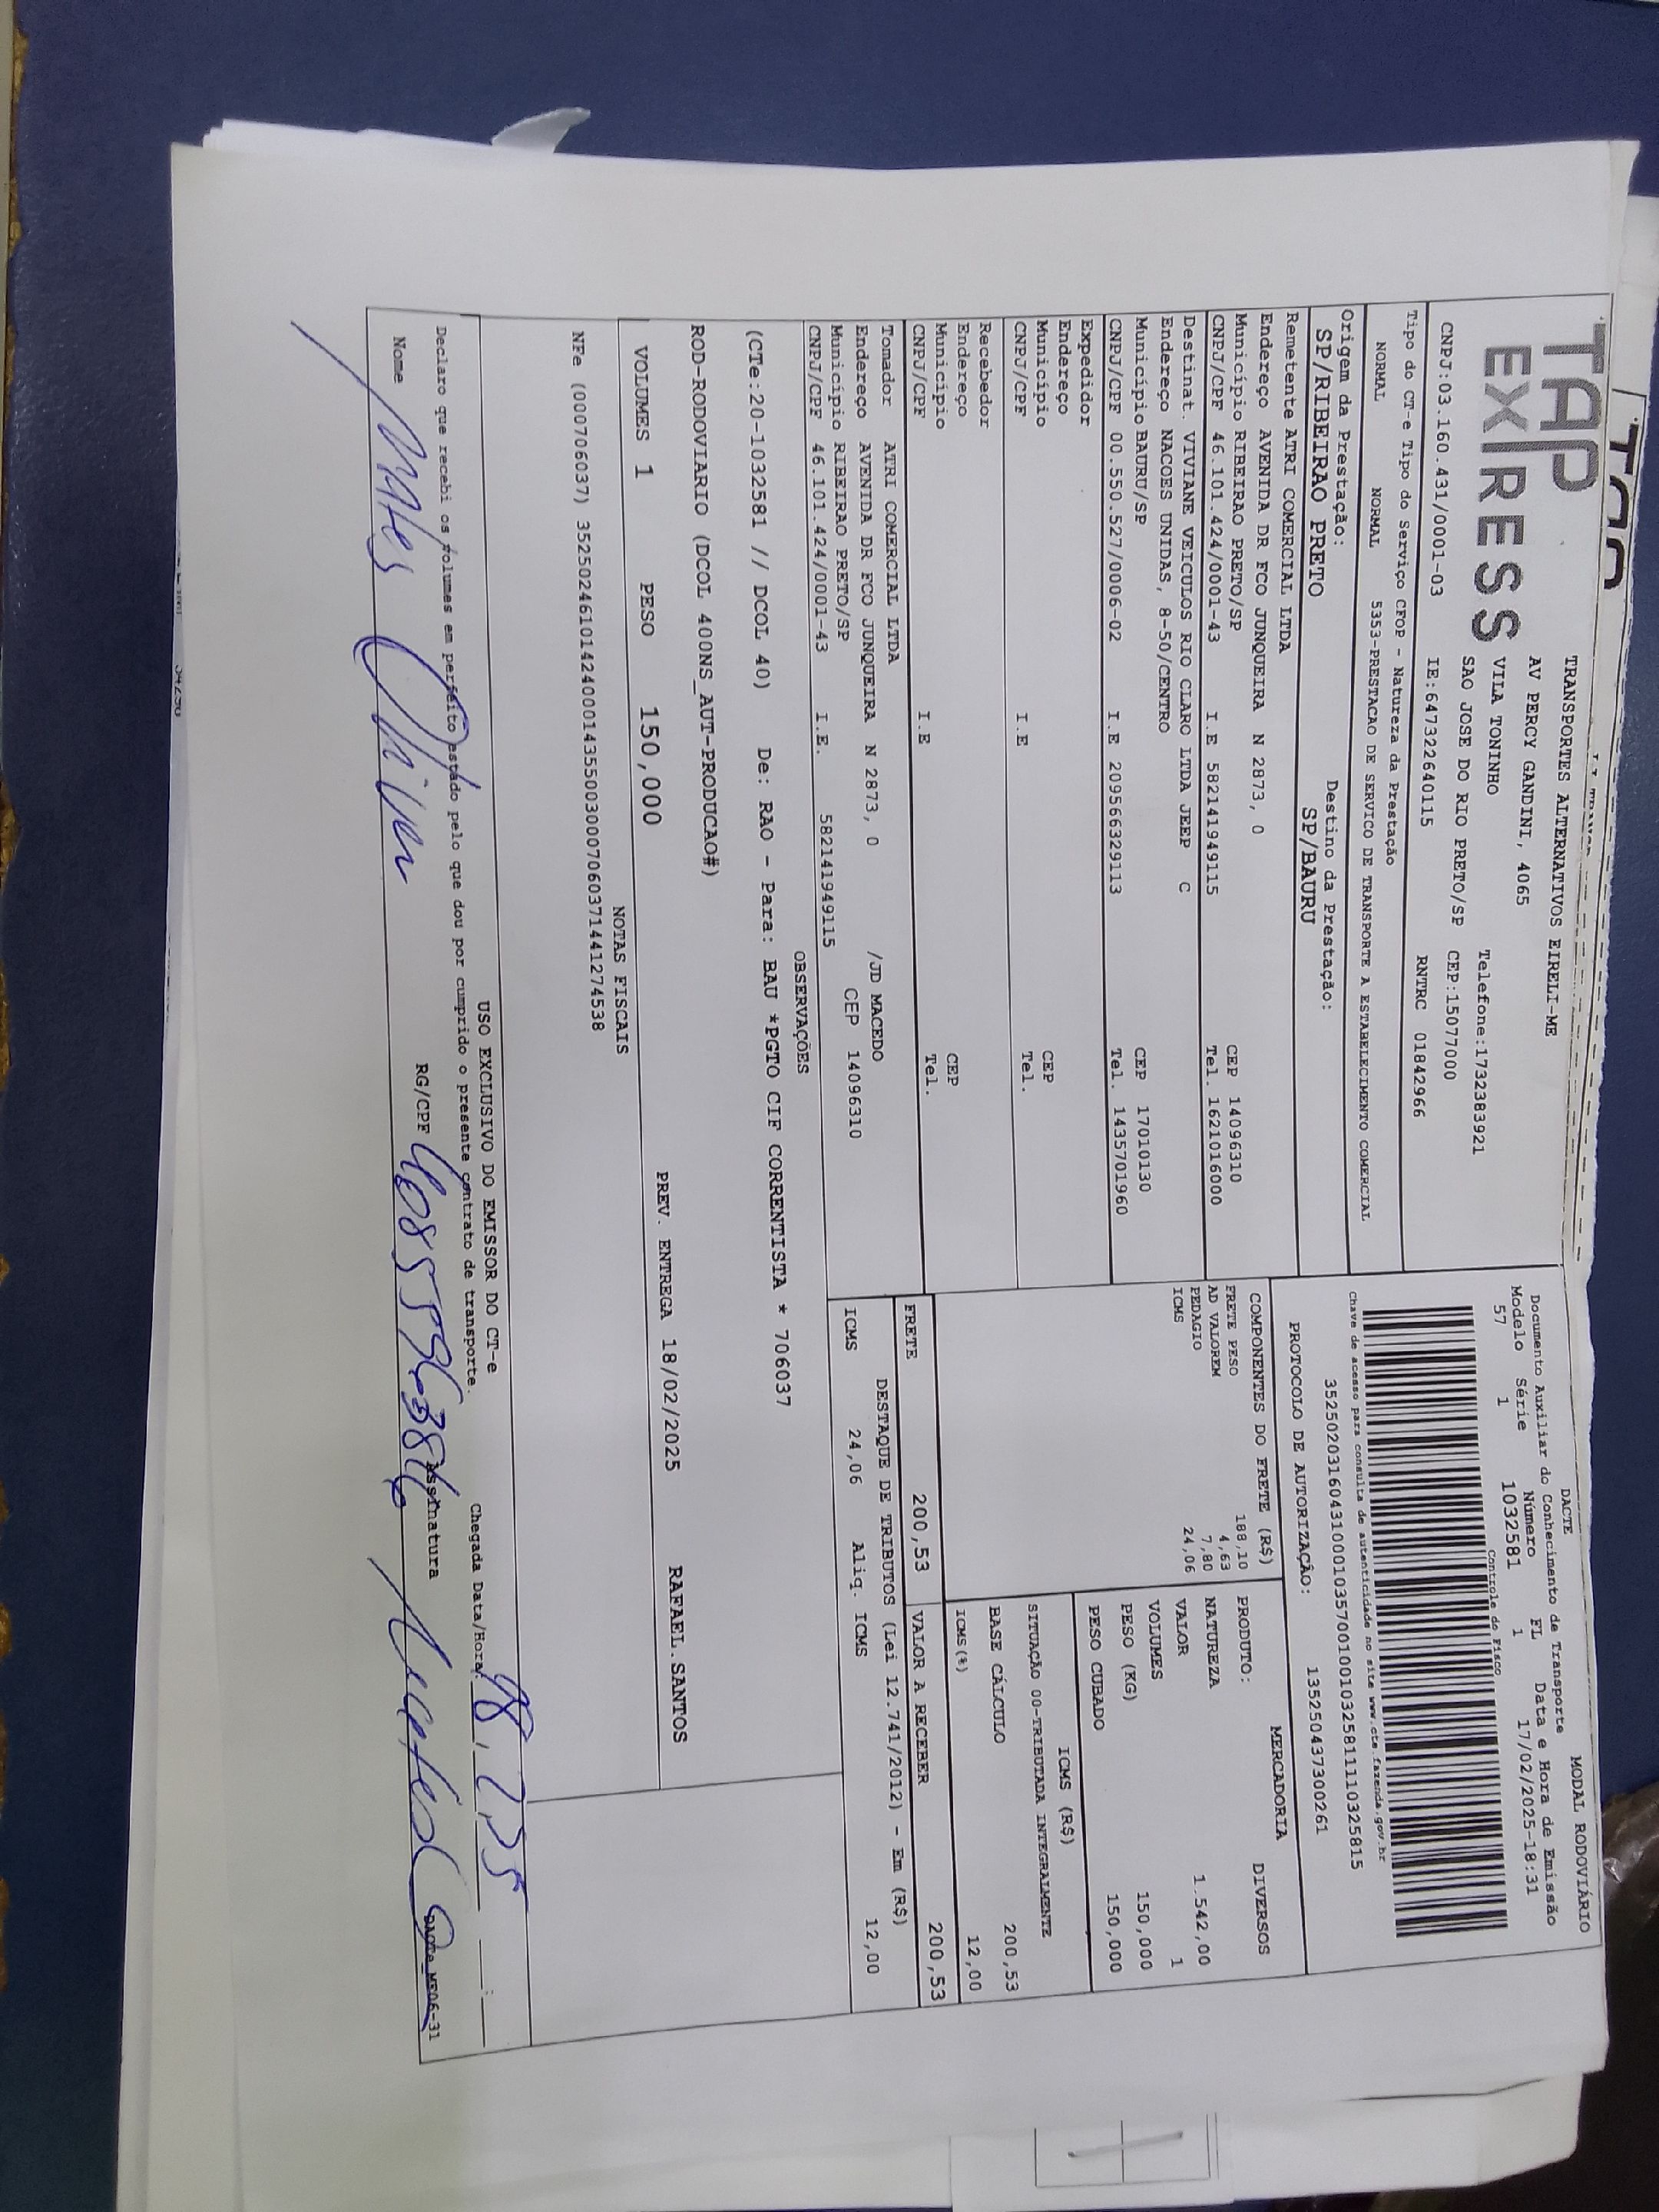 TAP
EXPRESS
TRANSPORTES ALTERNATIVOS EIRELI-ME
AV PERCY GANDINI, 4065
VILA TONINHO Telefone:1732383921
SAO JOSE DO RIO PRETO/SP CEP:15077000
CNPJ:03.160.431/0001-03 IE:647322640115 RNTRC 01842966
Tipo do CT-e Tipo do Serviço CFOP - Natureza da Prestação
NORMAL NORMAL 5353-PRESTACAO DE SERVICO DE TRANSPORTE A ESTABELECIMENTO COMERCIAL
Origem da Prestação: Destino da Prestação:
SP/RIBEIRAO PRETO SP/BAURU
DACTE MODAL RODOVIÁRIO
Documento Auxiliar do Conhecimento de Transporte
Modelo Série Número FL Data e Hora de Emissão
57 1 1032581 1 17/02/2025-18:31
Controle do Fisco
Chave de acesso para consulta de autenticidade no site www.cte.fazenda.gov.br
35250203160431000103570010010325811110325815
PROTOCOLO DE AUTORIZAÇÃO: 135250437300261
Remetente ATRI COMERCIAL LTDA
Endereço AVENIDA DR FCO JUNQUEIRA N 2873, 0
Município RIBEIRAO PRETO/SP CEP 14096310
CNPJ/CPF 46.101.424/0001-43 I.E 582141949115 Tel. 1621016000
Destinat. VIVIANE VEICULOS RIO CLARO LTDA JEEP C
Endereço NACOES UNIDAS, 8-50/CENTRO
Município BAURU/SP CEP 17010130
CNPJ/CPF 00.550.527/0006-02 I.E 209566329113 Tel. 1435701960
Expedidor
Endereço
Município CEP
CNPJ/CPF I.E Tel.
Recebedor
Endereço
Município CEP
CNPJ/CPF I.E Tel.
Tomador ATRI COMERCIAL LTDA
Endereço AVENIDA DR FCO JUNQUEIRA N 2873, 0 /JD MACEDO
Município RIBEIRAO PRETO/SP CEP 14096310
CNPJ/CPF 46.101.424/0001-43 I.E. 582141949115
COMPONENTES DO FRETE (R$)
FRETE PESO 188,10
AD VALOREM 4,63
PEDAGIO 7,80
ICMS 24,06
MERCADORIA
PRODUTO: DIVERSOS
NATUREZA
VALOR 1.542,00
VOLUMES 1
PESO (KG) 150,000
PESO CUBADO 150,000
ICMS (R$)
SITUAÇÃO 00-TRIBUTADA INTEGRALMENTE
BASE CÁLCULO 200,53
ICMS(%) 12,00
FRETE 200,53 VALOR A RECEBER 200,53
DESTAQUE DE TRIBUTOS (Lei 12.741/2012) - Em (R$)
ICMS 24,06 Aliq. ICMS 12,00
OBSERVAÇÕES
(CTe:20-1032581 // DCOL 40) De: RAO - Para: BAU *PGTO CIF CORRENTISTA * 706037
ROD-RODOVIARIO (DCOL 400NS_AUT-PRODUCAO#)
VOLUMES 1 PESO 150,000 PREV. ENTREGA 18/02/2025 RAFAEL.SANTOS
NOTAS FISCAIS
NFe (000706037) 35250246101424000143550030007060371441274538
USO EXCLUSIVO DO EMISSOR DO CT-e
Declaro que recebi os volumes em perfeito estado pelo que dou por cumprido o presente contrato de transporte. Chegada Data/Hora: 18, 2, 25
Nome RG/CPF Assinatura